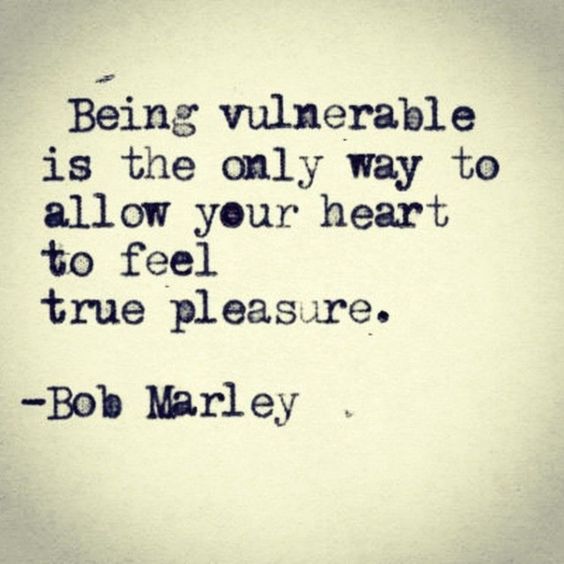 Being vulnerable
is the only way to
allow your heart
to feel
true pleasure.
-Bob Marley